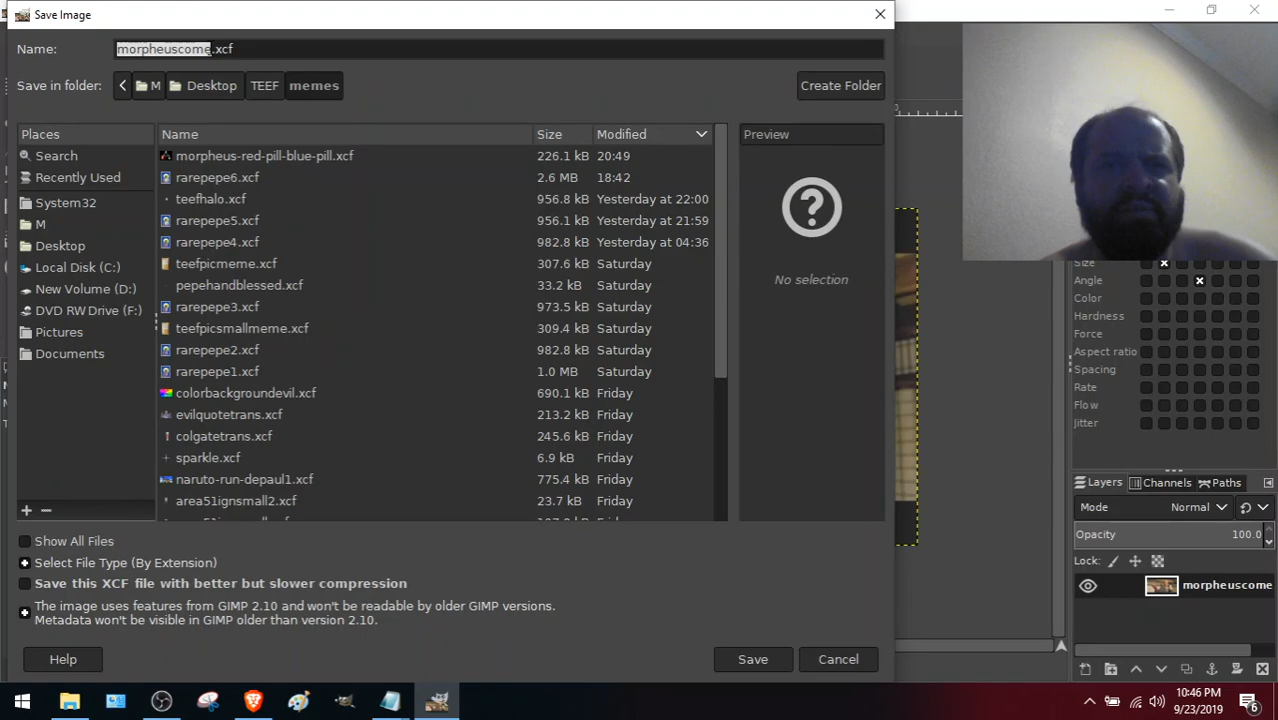 Save Image
Name: morpheuscome.xcf
Save in folder: M Desktop TEEF memes Create Folder
Places Name Size Modified Preview
Search
Recently Used
System32
M
Desktop
Local Disk (C:)
New Volume (D:)
DVD RW Drive (F:)
Pictures
Documents
morpheus-red-pill-blue-pill.xcf 226.1 kB 20:49
rarepepe6.xcf 2.6 MB 18:42
teefhalo.xcf 956.8 kB Yesterday at 22:00
rarepepe5.xcf 956.1 kB Yesterday at 21:59
rarepepe4.xcf 982.8 kB Yesterday at 04:36
teefpicmeme.xcf 307.6 kB Saturday
pepehandblessed.xcf 33.2 kB Saturday
rarepepe3.xcf 973.5 kB Saturday
teefpicsmallmeme.xcf 309.4 kB Saturday
rarepepe2.xcf 982.8 kB Saturday
rarepepe1.xcf 1.0 MB Saturday
colorbackgroundevil.xcf 690.1 kB Friday
evilquotetrans.xcf 213.2 kB Friday
colgatetrans.xcf 245.6 kB Friday
sparkle.xcf 6.9 kB Friday
naruto-run-depaul1.xcf 775.4 kB Friday
area51ignsmall2.xcf 23.7 kB Friday
No selection
Show All Files
Select File Type (By Extension)
Save this XCF file with better but slower compression
The image uses features from GIMP 2.10 and won't be readable by older GIMP versions.
Metadata won't be visible in GIMP older than version 2.10.
Help Save Cancel
Size
Angle
Color
Hardness
Force
Aspect ratio
Spacing
Rate
Flow
Jitter
Layers Channels Paths
Mode Normal
Opacity 100.0
Lock:
morpheuscome
10:46 PM
9/23/2019
6